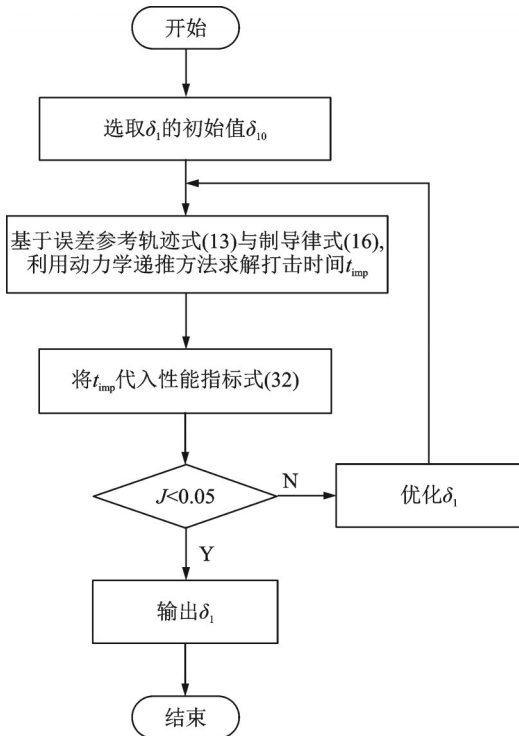 开始
选取δ₁的初始值δ₁₀
基于误差参考轨迹式(13)与制导律式(16),
利用动力学递推方法求解打击时间t_imp
将t_imp代入性能指标式(32)
J<0.05
N
优化δ₁
Y
输出δ₁
结束